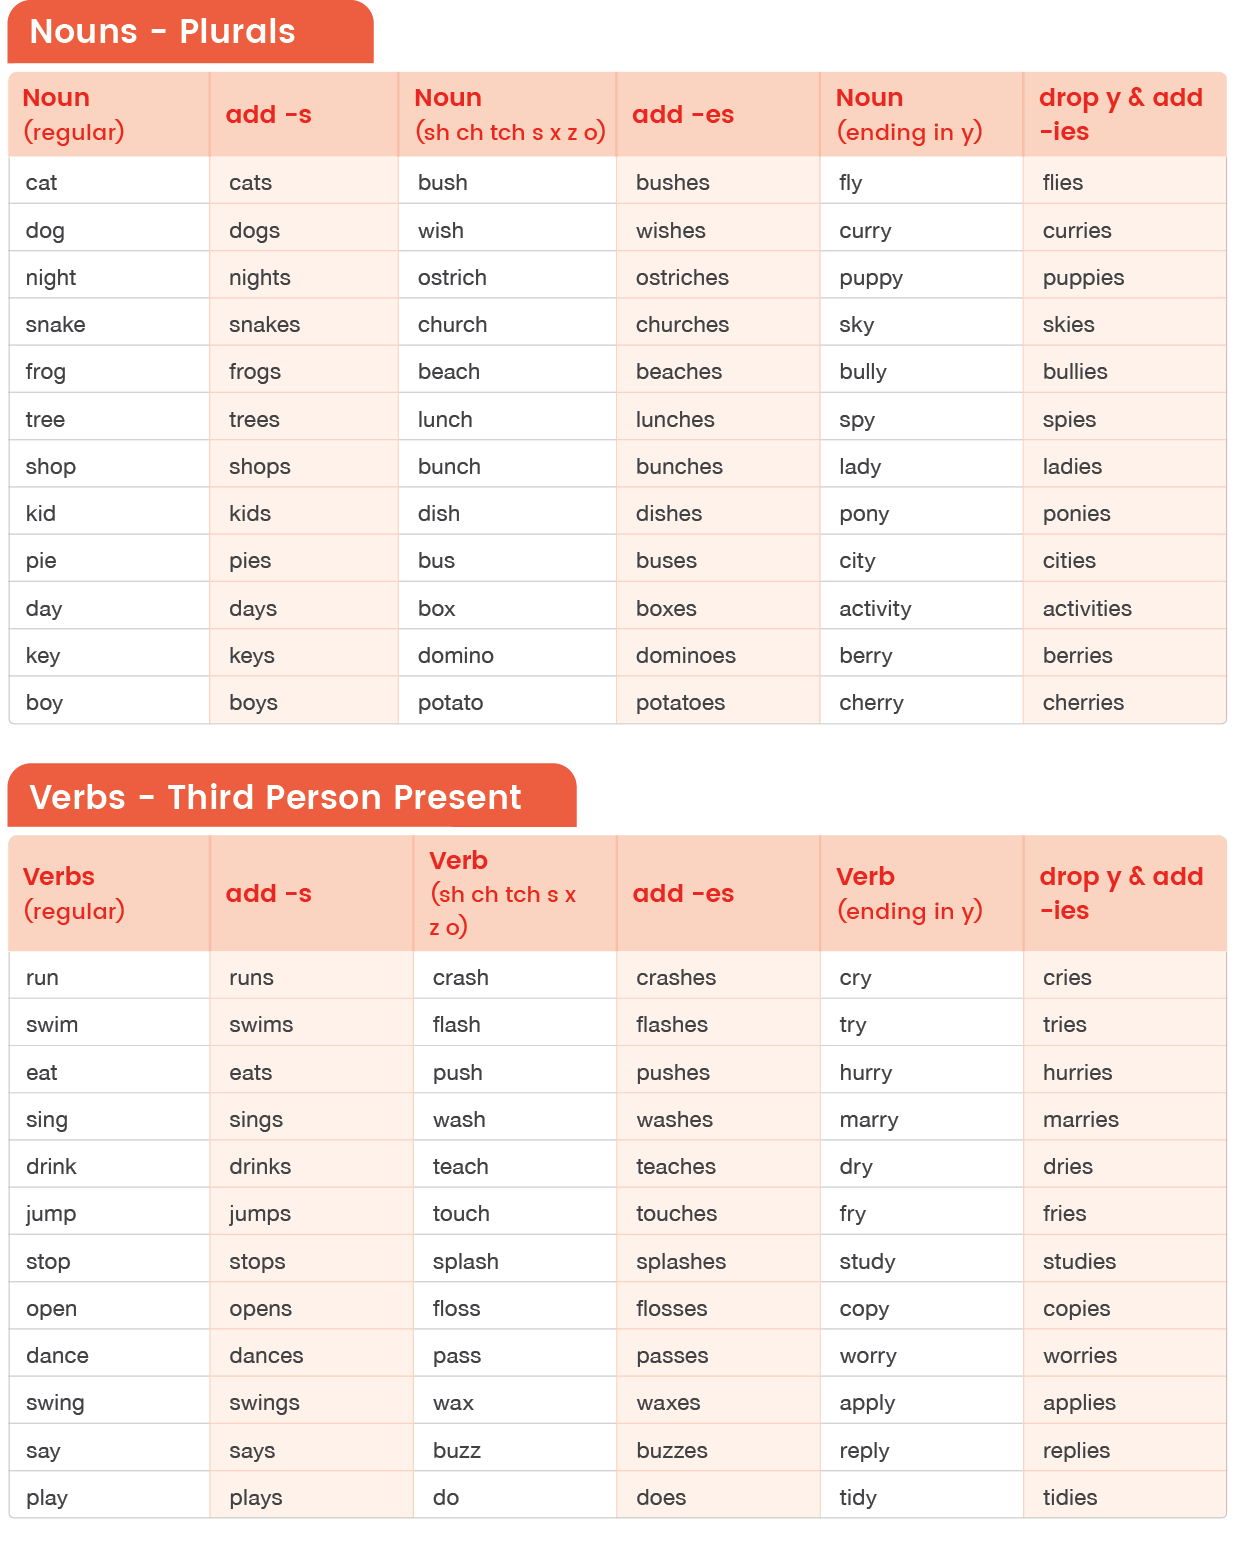 Nouns - Plurals
Noun (regular) add -s Noun (sh ch tch s x z o) add -es Noun (ending in y) drop y & add -ies
cat cats bush bushes fly flies
dog dogs wish wishes curry curries
night nights ostrich ostriches puppy puppies
snake snakes church churches sky skies
frog frogs beach beaches bully bullies
tree trees lunch lunches spy spies
shop shops bunch bunches lady ladies
kid kids dish dishes pony ponies
pie pies bus buses city cities
day days box boxes activity activities
key keys domino dominoes berry berries
boy boys potato potatoes cherry cherries
Verbs - Third Person Present
Verbs (regular) add -s Verb (sh ch tch s x z o) add -es Verb (ending in y) drop y & add -ies
run runs crash crashes cry cries
swim swims flash flashes try tries
eat eats push pushes hurry hurries
sing sings wash washes marry marries
drink drinks teach teaches dry dries
jump jumps touch touches fry fries
stop stops splash splashes study studies
open opens floss flosses copy copies
dance dances pass passes worry worries
swing swings wax waxes apply applies
say says buzz buzzes reply replies
play plays do does tidy tidies